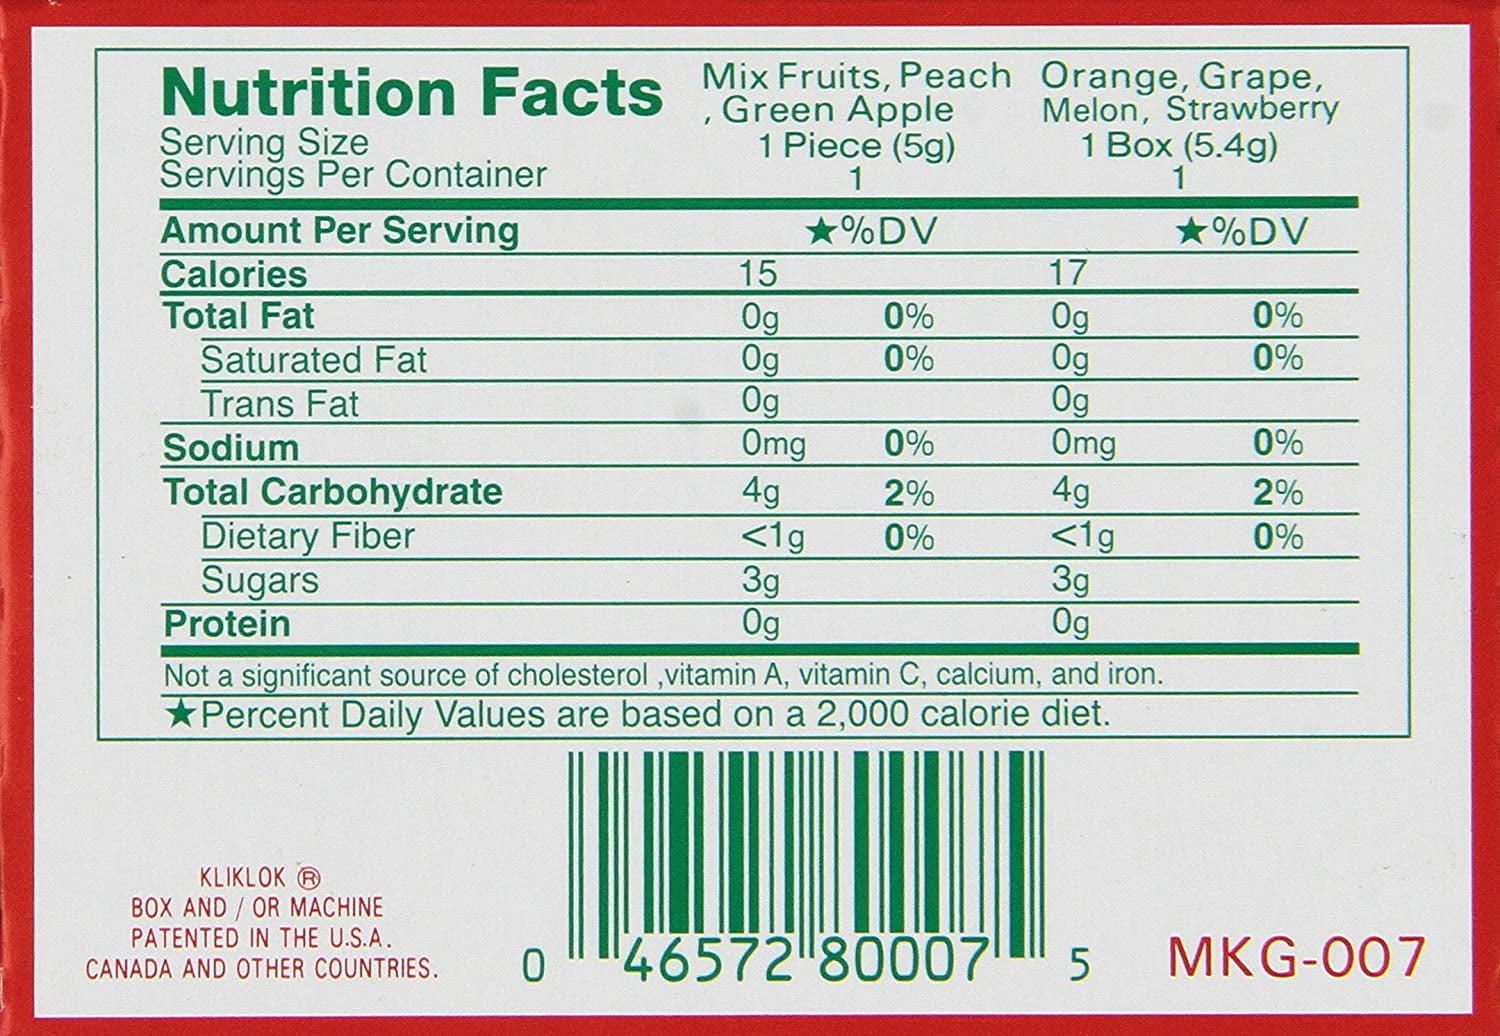 Nutrition Facts Mix Fruits, Peach Orange, Grape,
, Green Apple Melon, Strawberry
Serving Size 1 Piece (5g) 1 Box (5.4g)
Servings Per Container 1 1
Amount Per Serving ★%DV ★%DV
Calories 15 17
Total Fat 0g 0% 0g 0%
Saturated Fat 0g 0% 0g 0%
Trans Fat 0g 0g
Sodium 0mg 0% 0mg 0%
Total Carbohydrate 4g 2% 4g 2%
Dietary Fiber <1g 0% <1g 0%
Sugars 3g 3g
Protein 0g 0g
Not a significant source of cholesterol ,vitamin A, vitamin C, calcium, and iron.
★Percent Daily Values are based on a 2,000 calorie diet.
KLIKLOK ®
BOX AND / OR MACHINE
PATENTED IN THE U.S.A.
CANADA AND OTHER COUNTRIES.
0 46572 80007 5
MKG-007